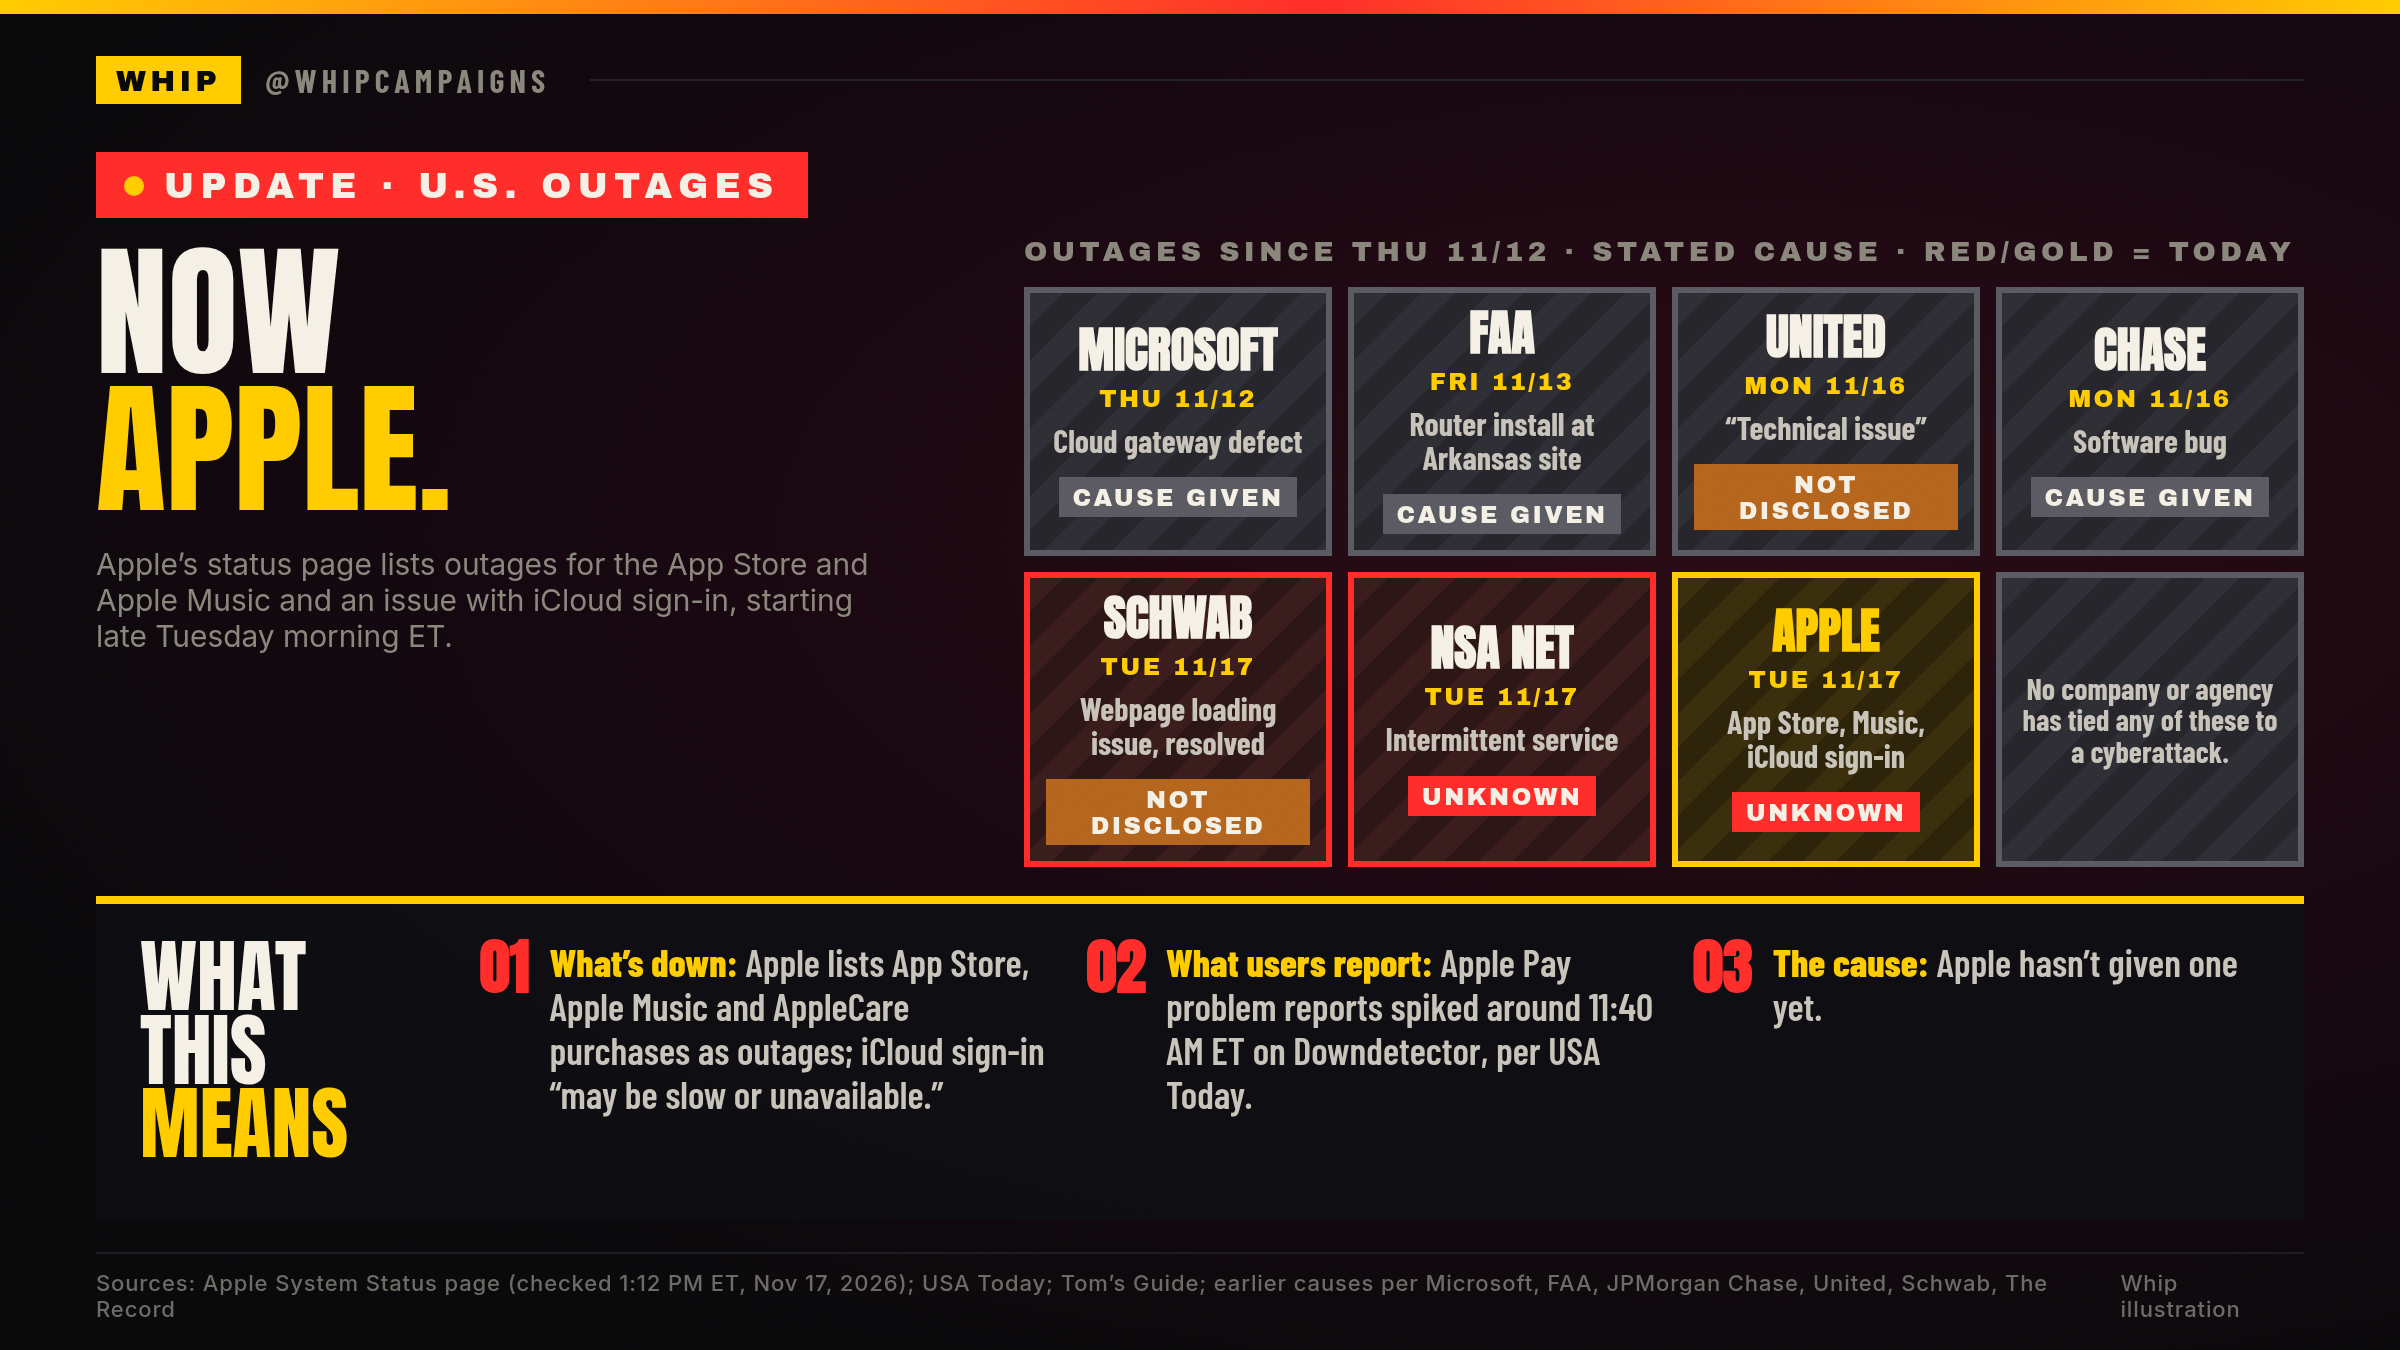 WHIP @WHIPCAMPAIGNS
UPDATE · U.S. OUTAGES
NOW
APPLE.
Apple’s status page lists outages for the App Store and
Apple Music and an issue with iCloud sign-in, starting
late Tuesday morning ET.
OUTAGES SINCE THU 11/12 · STATED CAUSE · RED/GOLD = TODAY
MICROSOFT
THU 11/12
Cloud gateway defect
CAUSE GIVEN
FAA
FRI 11/13
Router install at
Arkansas site
CAUSE GIVEN
UNITED
MON 11/16
“Technical issue”
NOT
DISCLOSED
CHASE
MON 11/16
Software bug
CAUSE GIVEN
SCHWAB
TUE 11/17
Webpage loading
issue, resolved
NOT
DISCLOSED
NSA NET
TUE 11/17
Intermittent service
UNKNOWN
APPLE
TUE 11/17
App Store, Music,
iCloud sign-in
UNKNOWN
No company or agency
has tied any of these to
a cyberattack.
WHAT
THIS
MEANS
01 What’s down: Apple lists App Store,
Apple Music and AppleCare
purchases as outages; iCloud sign-in
“may be slow or unavailable.”
02 What users report: Apple Pay
problem reports spiked around 11:40
AM ET on Downdetector, per USA
Today.
03 The cause: Apple hasn’t given one
yet.
Sources: Apple System Status page (checked 1:12 PM ET, Nov 17, 2026); USA Today; Tom’s Guide; earlier causes per Microsoft, FAA, JPMorgan Chase, United, Schwab, The
Record
Whip
illustration